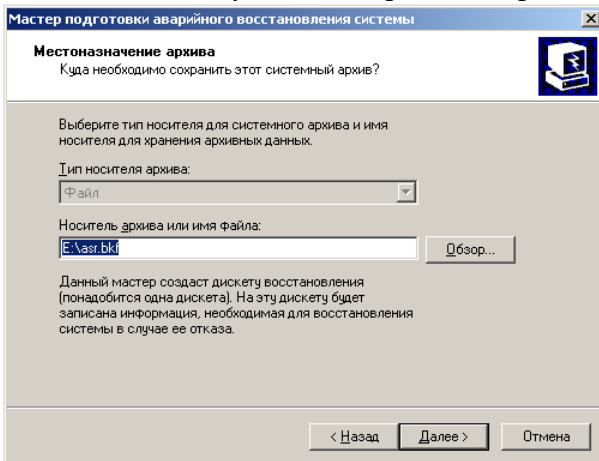 Мастер подготовки аварийного восстановления системы
Местоназначение архива
Куда необходимо сохранить этот системный архив?
Выберите тип носителя для системного архива и имя
носителя для хранения архивных данных.
Тип носителя архива:
Файл
Носитель архива или имя файла:
E:\asr.bkf
Обзор...
Данный мастер создаст дискету восстановления
(понадобится одна дискета). На эту дискету будет
записана информация, необходимая для восстановления
системы в случае ее отказа.
< Назад Далее > Отмена